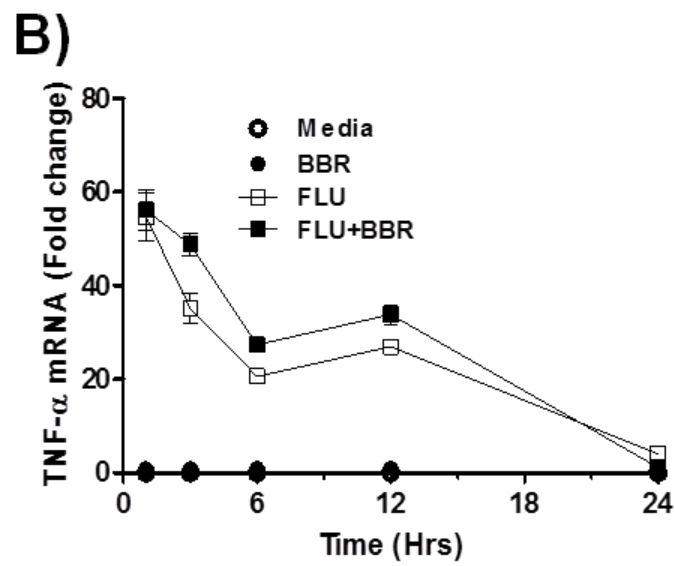 B)
TNF-α mRNA (Fold change)
80
60
40
20
0
Media
BBR
FLU
FLU+BBR
0 6 12 18 24
Time (Hrs)